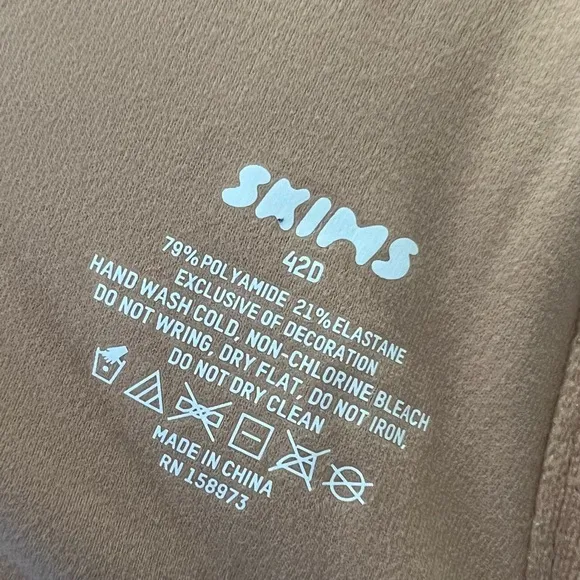 SKIMS
42D
79% POLYAMIDE 21% ELASTANE
EXCLUSIVE OF DECORATION
HAND WASH COLD, NON-CHLORINE BLEACH
DO NOT WRING, DRY FLAT, DO NOT IRON,
DO NOT DRY CLEAN
MADE IN CHINA
RN 158973